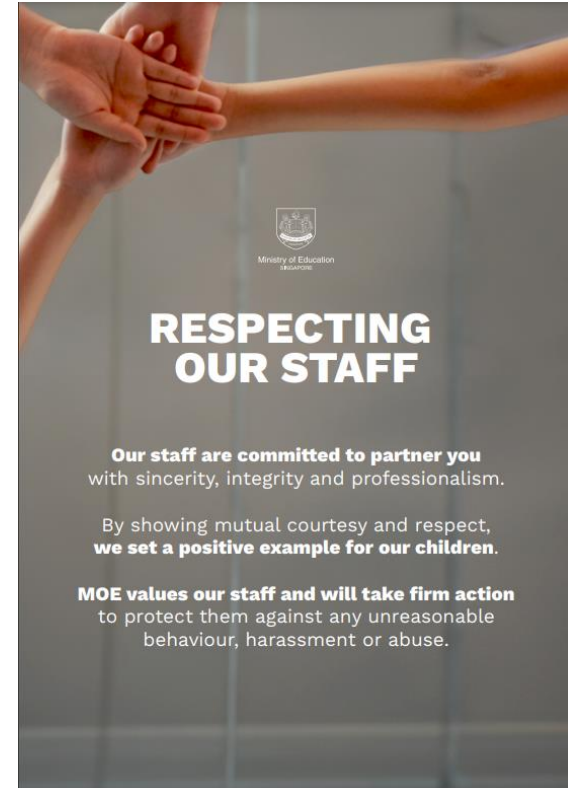 Ministry of Education
SINGAPORE
RESPECTING
OUR STAFF
Our staff are committed to partner you
with sincerity, integrity and professionalism.
By showing mutual courtesy and respect,
we set a positive example for our children.
MOE values our staff and will take firm action
to protect them against any unreasonable
behaviour, harassment or abuse.